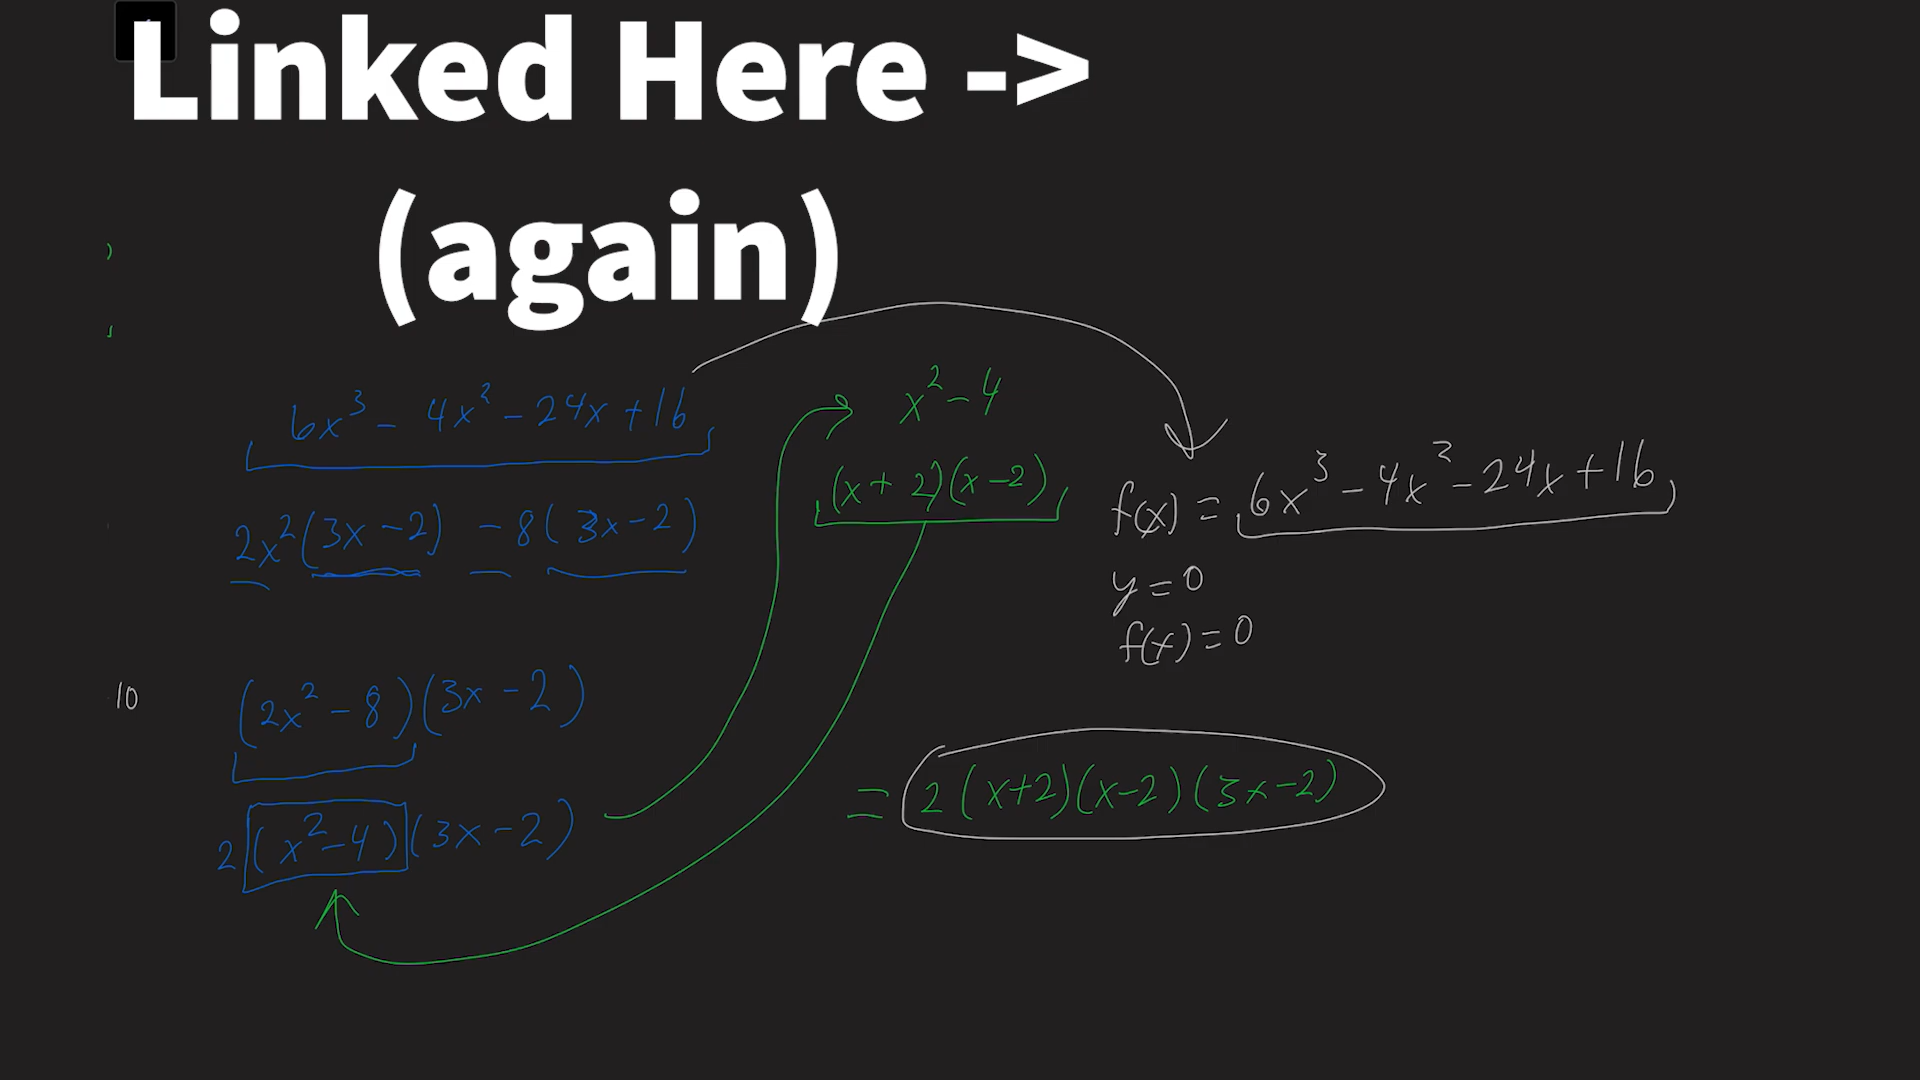 Linked Here ->
(again)
)
6x³ - 4x² - 24x + 16
2x²(3x - 2) - 8(3x - 2)
10
(2x² - 8)(3x - 2)
2(x² - 4)(3x - 2)
x² - 4
(x + 2)(x - 2)
f(x) = 6x³ - 4x² - 24x + 16
y = 0
f(x) = 0
= 2(x+2)(x-2)(3x-2)